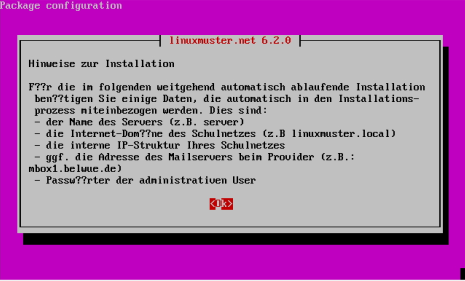 Package configuration
linuxmuster.net 6.2.0
Hinweise zur Installation
F??r die im folgenden weitgehend automatisch ablaufende Installation
ben??tigen Sie einige Daten, die automatisch in den Installations-
prozess miteinbezogen werden. Dies sind:
- der Name des Servers (z.B. server)
- die Internet-Dom??ne des Schulnetzes (z.B linuxmuster.local)
- die interne IP-Struktur Ihres Schulnetzes
- ggf. die Adresse des Mailservers beim Provider (z.B.:
mbox1.belwue.de)
- Passw??rter der administrativen User
<Ok>